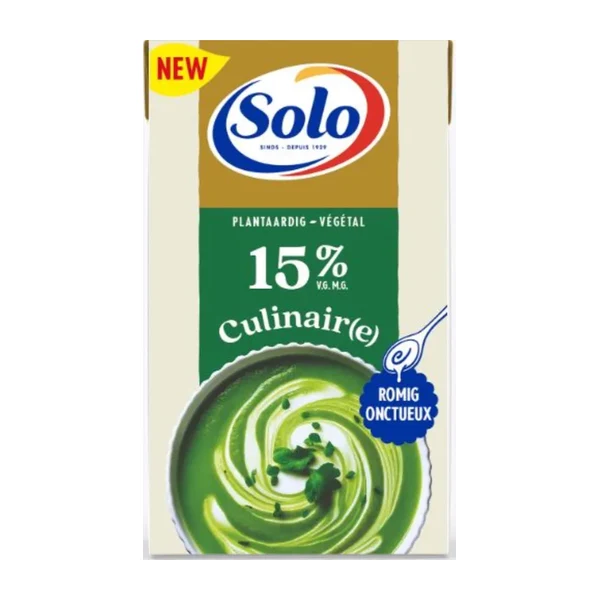 NEW
Solo
SINDS - DEPUIS 1929
PLANTAARDIG – VÉGÉTAL
15%
V.G. M.G.
Culinair(e)
ROMIG
ONCTUEUX